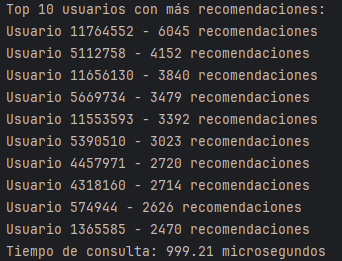 Top 10 usuarios con más recomendaciones:
Usuario 11764552 - 6045 recomendaciones
Usuario 5112758 - 4152 recomendaciones
Usuario 11656130 - 3840 recomendaciones
Usuario 5669734 - 3479 recomendaciones
Usuario 11553593 - 3392 recomendaciones
Usuario 5390510 - 3023 recomendaciones
Usuario 4457971 - 2720 recomendaciones
Usuario 4318160 - 2714 recomendaciones
Usuario 574944 - 2626 recomendaciones
Usuario 1365585 - 2470 recomendaciones
Tiempo de consulta: 999.21 microsegundos